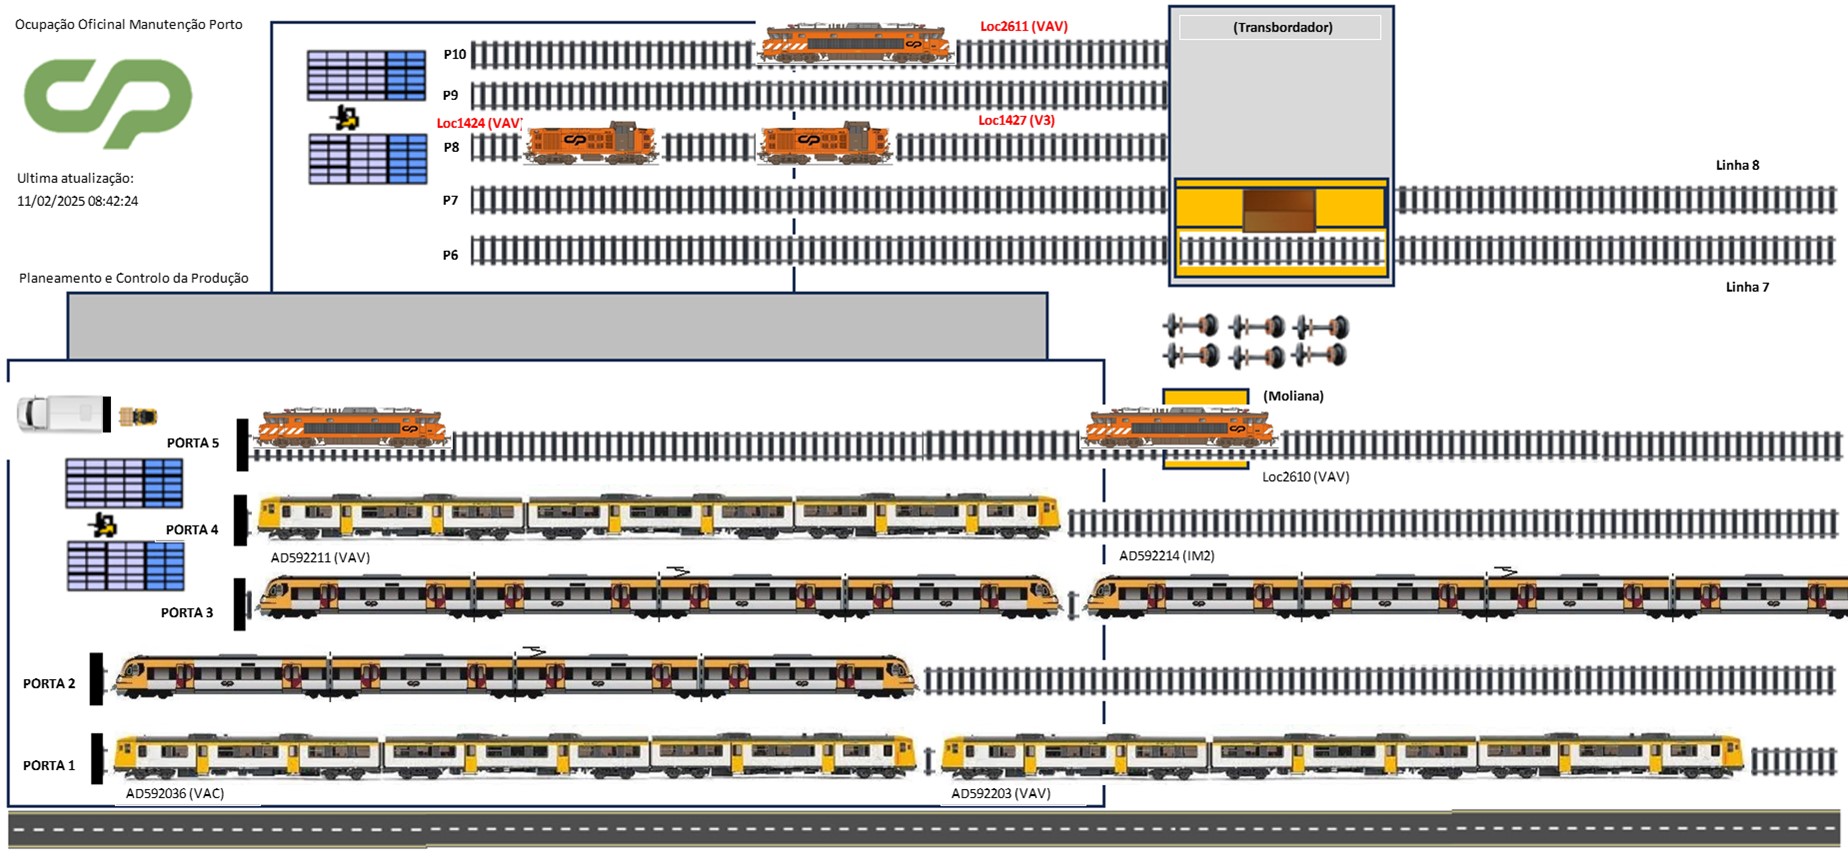 Ocupação Oficinal Manutenção Porto
Ultima atualização:
11/02/2025 08:42:24
Planeamento e Controlo da Produção
Loc2611 (VAV)
(Transbordador)
P10
P9
Loc1424 (VAV)
Loc1427 (V3)
P8
Linha 8
P7
P6
Linha 7
(Moliana)
PORTA 5
Loc2610 (VAV)
PORTA 4
AD592211 (VAV)
AD592214 (IM2)
PORTA 3
PORTA 2
PORTA 1
AD592036 (VAC)
AD592203 (VAV)